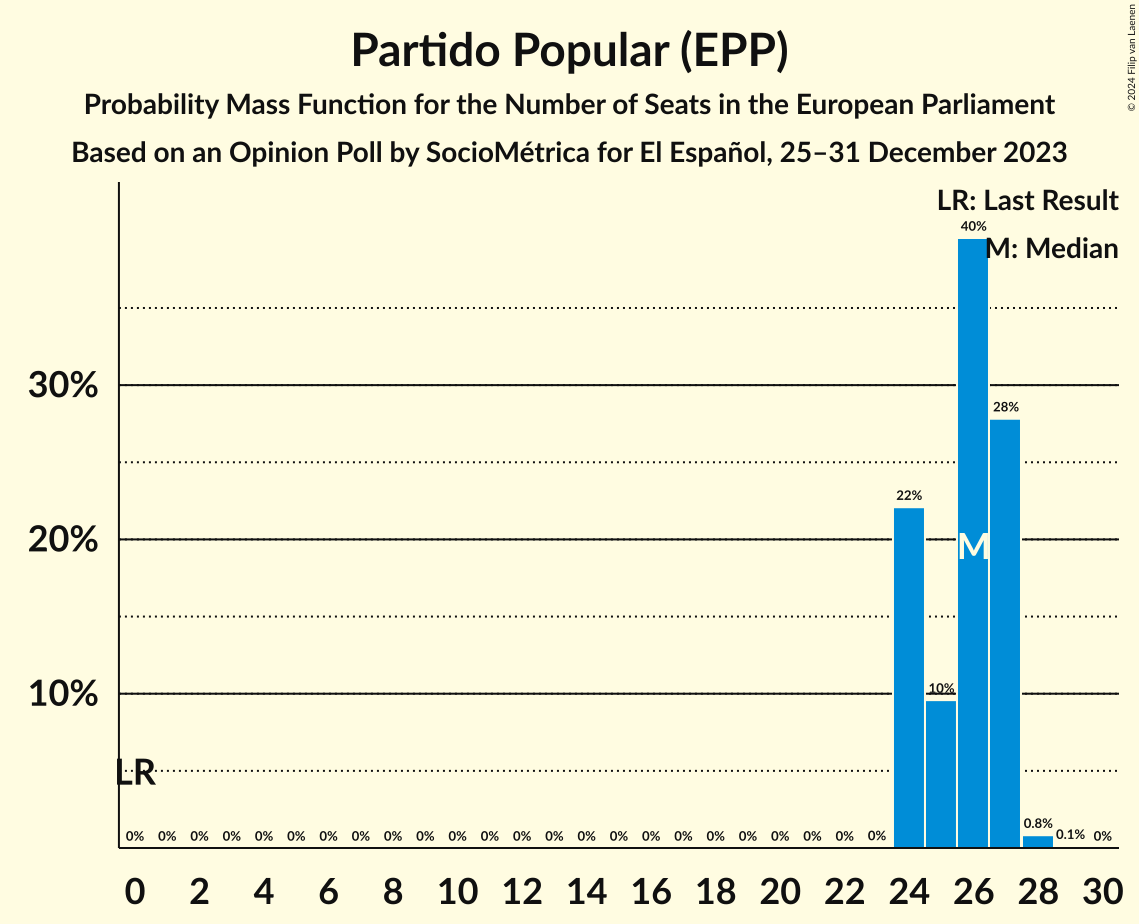 © 2024 Filip van Laenen
Partido Popular (EPP)
Probability Mass Function for the Number of Seats in the European Parliament
Based on an Opinion Poll by SocioMétrica for El Español, 25–31 December 2023
LR: Last Result
M: Median
40%
30%
28%
22%
20%
M
10%
10%
LR
0% 0% 0% 0% 0% 0% 0% 0% 0% 0% 0% 0% 0% 0% 0% 0% 0% 0% 0% 0% 0% 0% 0% 0% 0.8% 0.1% 0%
0 2 4 6 8 10 12 14 16 18 20 22 24 26 28 30